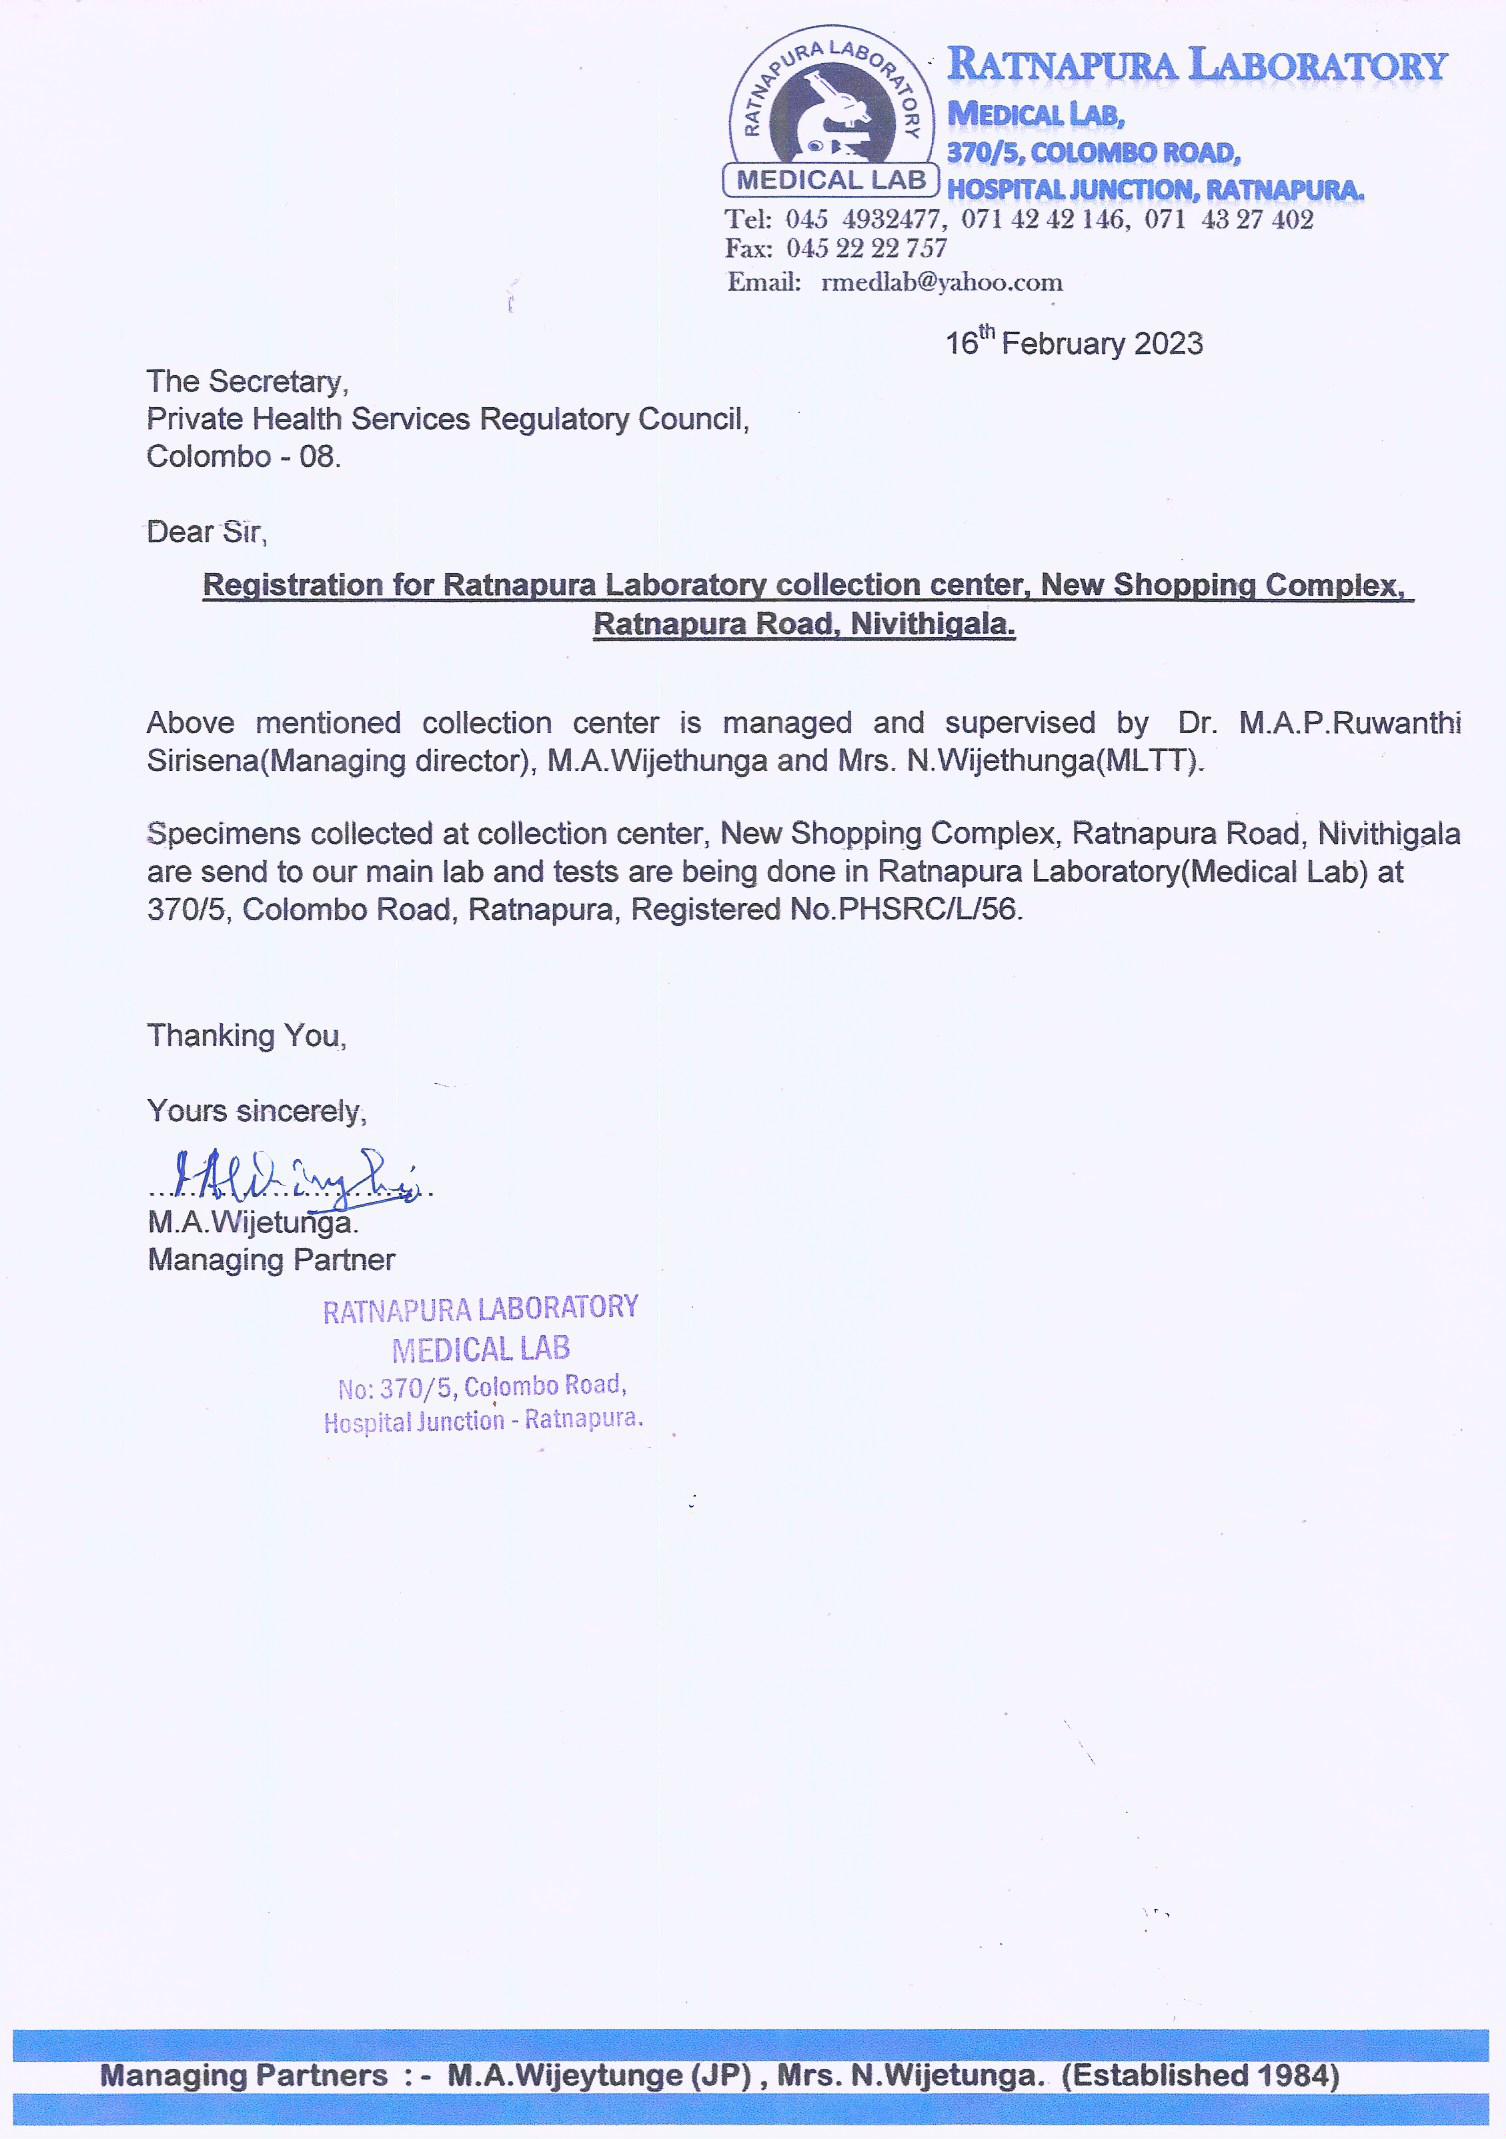 RATNAPURA LABORATORY
MEDICAL LAB
RATNAPURA LABORATORY
MEDICAL LAB,
370/5, COLOMBO ROAD,
HOSPITAL JUNCTION, RATNAPURA.
Tel: 045 4932477, 071 42 42 146, 071 43 27 402
Fax: 045 22 22 757
Email: rmedlab@yahoo.com
16th February 2023
The Secretary,
Private Health Services Regulatory Council,
Colombo - 08.
Dear Sir,
Registration for Ratnapura Laboratory collection center, New Shopping Complex,
Ratnapura Road, Nivithigala.
Above mentioned collection center is managed and supervised by Dr. M.A.P.Ruwanthi
Sirisena(Managing director), M.A.Wijethunga and Mrs. N.Wijethunga(MLTT).
Specimens collected at collection center, New Shopping Complex, Ratnapura Road, Nivithigala
are send to our main lab and tests are being done in Ratnapura Laboratory(Medical Lab) at
370/5, Colombo Road, Ratnapura, Registered No.PHSRC/L/56.
Thanking You,
Yours sincerely,
M.A.Wijetunga.
Managing Partner
RATNAPURA LABORATORY
MEDICAL LAB
No: 370/5, Colombo Road,
Hospital Junction - Ratnapura.
Managing Partners :- M.A.Wijeytunge (JP) , Mrs. N.Wijetunga. (Established 1984)